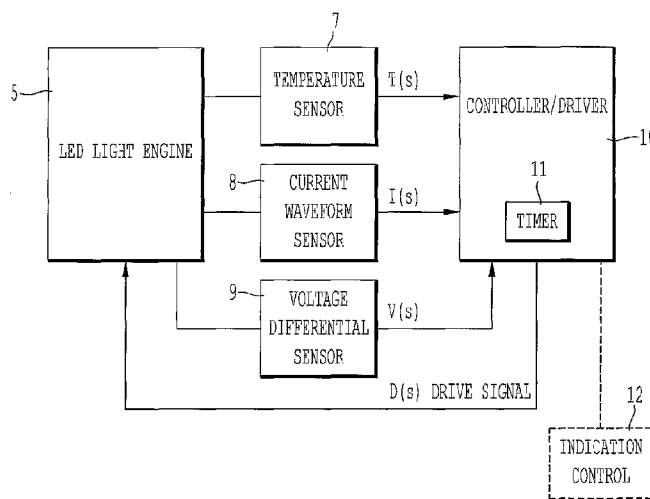 7
5
TEMPERATURE
SENSOR
T(s)
CONTROLLER/DRIVER
10
LED LIGHT ENGINE
8
CURRENT
WAVEFORM
SENSOR
I(s)
11
TIMER
9
VOLTAGE
DIFFERENTIAL
SENSOR
V(s)
D(s) DRIVE SIGNAL
12
INDICATION
CONTROL